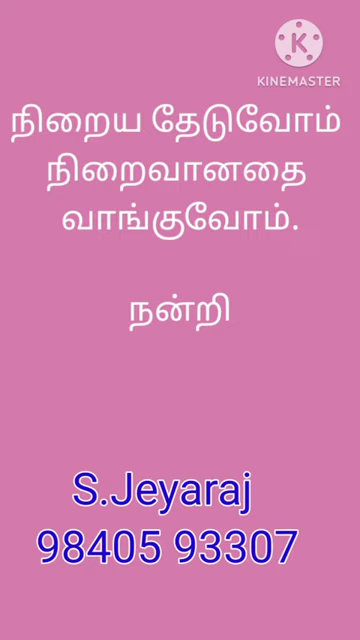 KINEMASTER
நிறைய தேடுவோம்
நிறைவானதை
வாங்குவோம்.
நன்றி
S.Jeyaraj
98405 93307